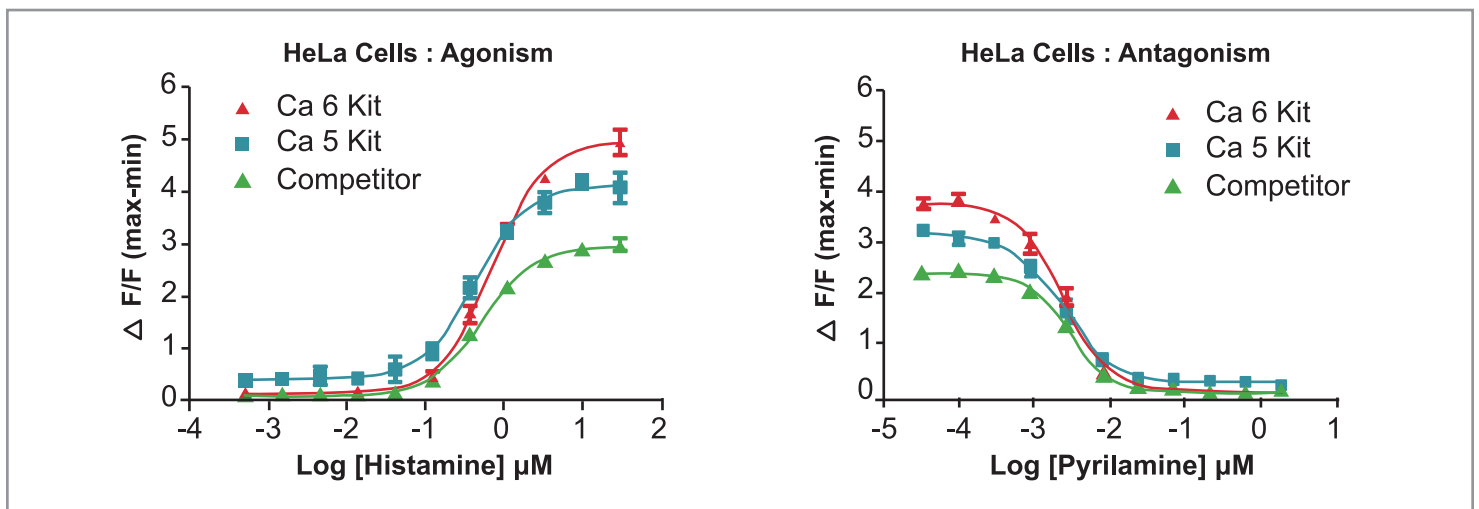 HeLa Cells : Agonism
6
5
4
3
2
1
0
△ F/F (max-min)
Ca 6 Kit
Ca 5 Kit
Competitor
-4 -3 -2 -1 0 1 2
Log [Histamine] µM
HeLa Cells : Antagonism
6
5
4
3
2
1
0
△ F/F (max-min)
Ca 6 Kit
Ca 5 Kit
Competitor
-5 -4 -3 -2 -1 0 1
Log [Pyrilamine] µM